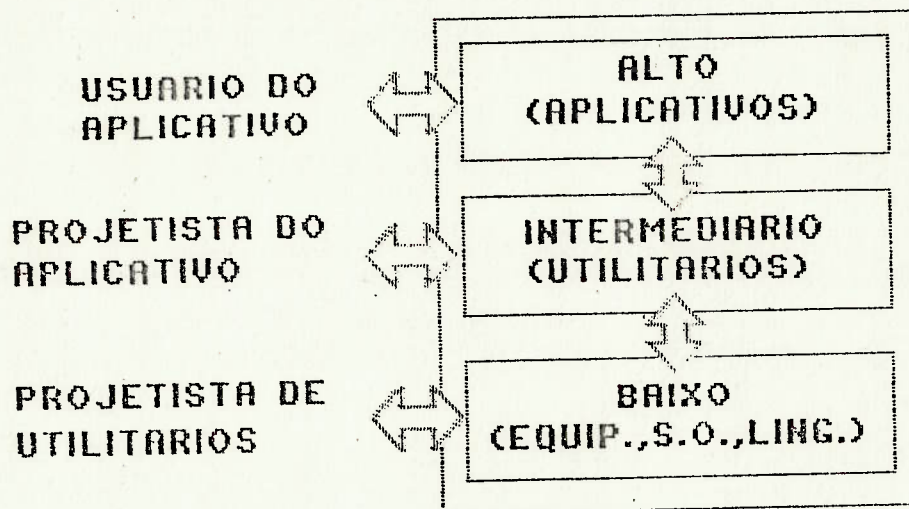 USUARIO DO
APLICATIVO
ALTO
(APLICATIVOS)
PROJETISTA DO
APLICATIVO
INTERMEDIARIO
(UTILITARIOS)
PROJETISTA DE
UTILITARIOS
BAIXO
(EQUIP.,S.O.,LING.)